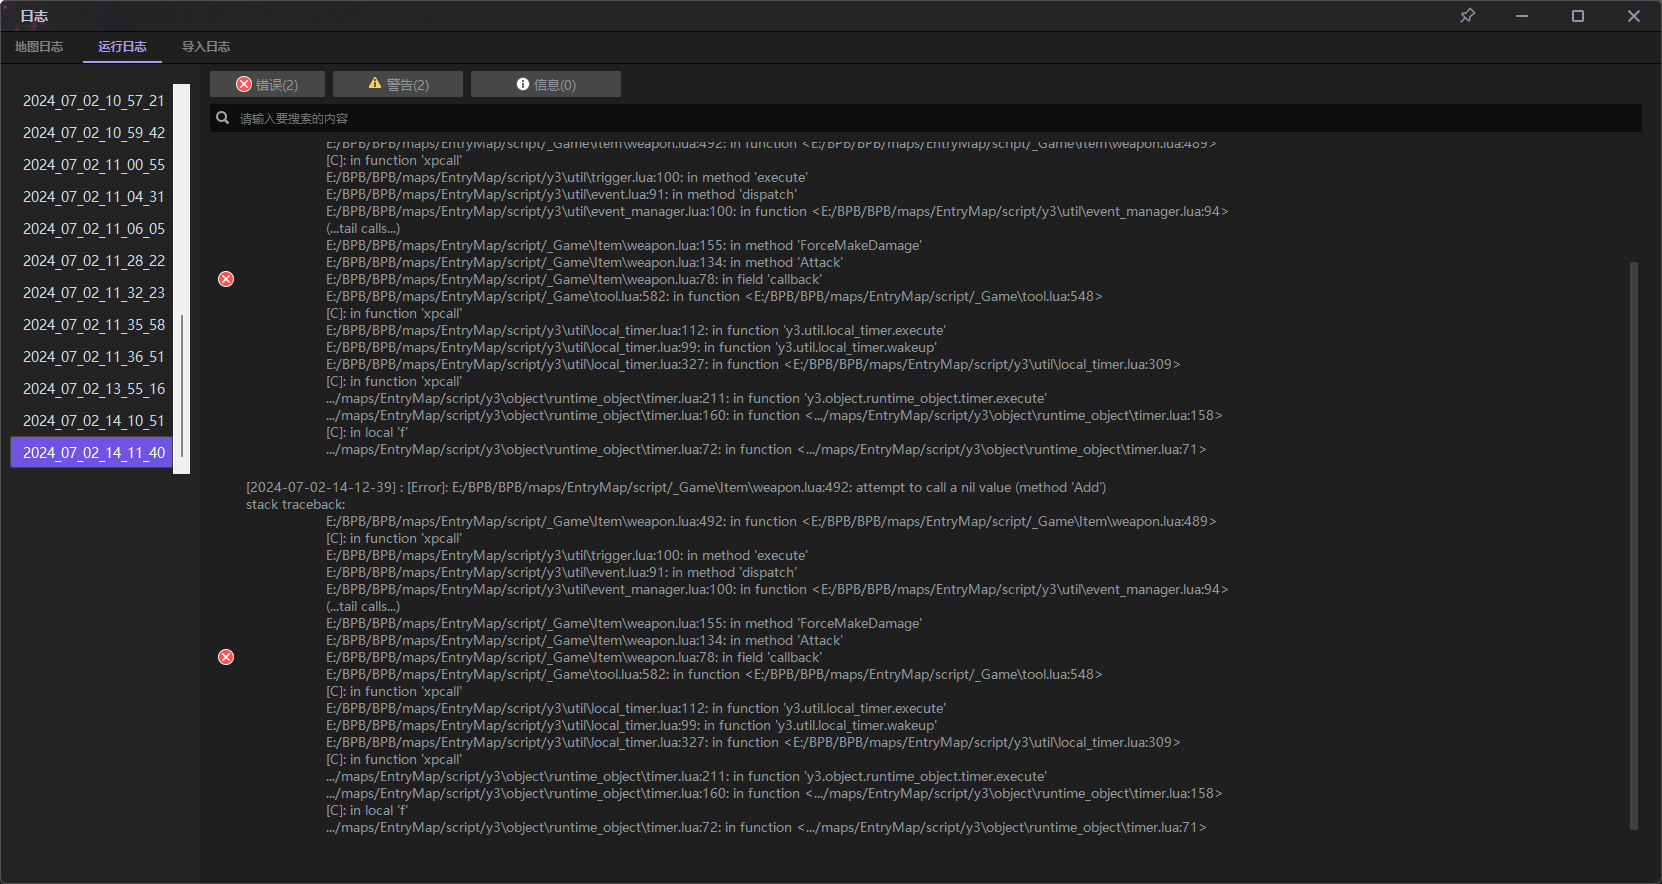 日志
地图日志
运行日志
导入日志
2024_07_02_10_57_21
2024_07_02_10_59_42
2024_07_02_11_00_55
2024_07_02_11_04_31
2024_07_02_11_06_05
2024_07_02_11_28_22
2024_07_02_11_32_23
2024_07_02_11_35_58
2024_07_02_11_36_51
2024_07_02_13_55_16
2024_07_02_14_10_51
2024_07_02_14_11_40
错误(2)
警告(2)
信息(0)
请输入要搜索的内容
E:/BPB/BPB/maps/EntryMap/script/_Game\Item\weapon.lua:492: in function <E:/BPB/BPB/maps/EntryMap/script/_Game\Item\weapon.lua:489>
[C]: in function 'xpcall'
E:/BPB/BPB/maps/EntryMap/script/y3\util\trigger.lua:100: in method 'execute'
E:/BPB/BPB/maps/EntryMap/script/y3\util\event.lua:91: in method 'dispatch'
E:/BPB/BPB/maps/EntryMap/script/y3\util\event_manager.lua:100: in function <E:/BPB/BPB/maps/EntryMap/script/y3\util\event_manager.lua:94>
(...tail calls...)
E:/BPB/BPB/maps/EntryMap/script/_Game\Item\weapon.lua:155: in method 'ForceMakeDamage'
E:/BPB/BPB/maps/EntryMap/script/_Game\Item\weapon.lua:134: in method 'Attack'
E:/BPB/BPB/maps/EntryMap/script/_Game\Item\weapon.lua:78: in field 'callback'
E:/BPB/BPB/maps/EntryMap/script/_Game\tool.lua:582: in function <E:/BPB/BPB/maps/EntryMap/script/_Game\tool.lua:548>
[C]: in function 'xpcall'
E:/BPB/BPB/maps/EntryMap/script/y3\util\local_timer.lua:112: in function 'y3.util.local_timer.execute'
E:/BPB/BPB/maps/EntryMap/script/y3\util\local_timer.lua:99: in function 'y3.util.local_timer.wakeup'
E:/BPB/BPB/maps/EntryMap/script/y3\util\local_timer.lua:327: in function <E:/BPB/BPB/maps/EntryMap/script/y3\util\local_timer.lua:309>
[C]: in function 'xpcall'
.../maps/EntryMap/script/y3\object\runtime_object\timer.lua:211: in function 'y3.object.runtime_object.timer.execute'
.../maps/EntryMap/script/y3\object\runtime_object\timer.lua:160: in function <.../maps/EntryMap/script/y3\object\runtime_object\timer.lua:158>
[C]: in local 'f'
.../maps/EntryMap/script/y3\object\runtime_object\timer.lua:72: in function <.../maps/EntryMap/script/y3\object\runtime_object\timer.lua:71>
[2024-07-02-14-12-39] : [Error]: E:/BPB/BPB/maps/EntryMap/script/_Game\Item\weapon.lua:492: attempt to call a nil value (method 'Add')
stack traceback:
E:/BPB/BPB/maps/EntryMap/script/_Game\Item\weapon.lua:492: in function <E:/BPB/BPB/maps/EntryMap/script/_Game\Item\weapon.lua:489>
[C]: in function 'xpcall'
E:/BPB/BPB/maps/EntryMap/script/y3\util\trigger.lua:100: in method 'execute'
E:/BPB/BPB/maps/EntryMap/script/y3\util\event.lua:91: in method 'dispatch'
E:/BPB/BPB/maps/EntryMap/script/y3\util\event_manager.lua:100: in function <E:/BPB/BPB/maps/EntryMap/script/y3\util\event_manager.lua:94>
(...tail calls...)
E:/BPB/BPB/maps/EntryMap/script/_Game\Item\weapon.lua:155: in method 'ForceMakeDamage'
E:/BPB/BPB/maps/EntryMap/script/_Game\Item\weapon.lua:134: in method 'Attack'
E:/BPB/BPB/maps/EntryMap/script/_Game\Item\weapon.lua:78: in field 'callback'
E:/BPB/BPB/maps/EntryMap/script/_Game\tool.lua:582: in function <E:/BPB/BPB/maps/EntryMap/script/_Game\tool.lua:548>
[C]: in function 'xpcall'
E:/BPB/BPB/maps/EntryMap/script/y3\util\local_timer.lua:112: in function 'y3.util.local_timer.execute'
E:/BPB/BPB/maps/EntryMap/script/y3\util\local_timer.lua:99: in function 'y3.util.local_timer.wakeup'
E:/BPB/BPB/maps/EntryMap/script/y3\util\local_timer.lua:327: in function <E:/BPB/BPB/maps/EntryMap/script/y3\util\local_timer.lua:309>
[C]: in function 'xpcall'
.../maps/EntryMap/script/y3\object\runtime_object\timer.lua:211: in function 'y3.object.runtime_object.timer.execute'
.../maps/EntryMap/script/y3\object\runtime_object\timer.lua:160: in function <.../maps/EntryMap/script/y3\object\runtime_object\timer.lua:158>
[C]: in local 'f'
.../maps/EntryMap/script/y3\object\runtime_object\timer.lua:72: in function <.../maps/EntryMap/script/y3\object\runtime_object\timer.lua:71>